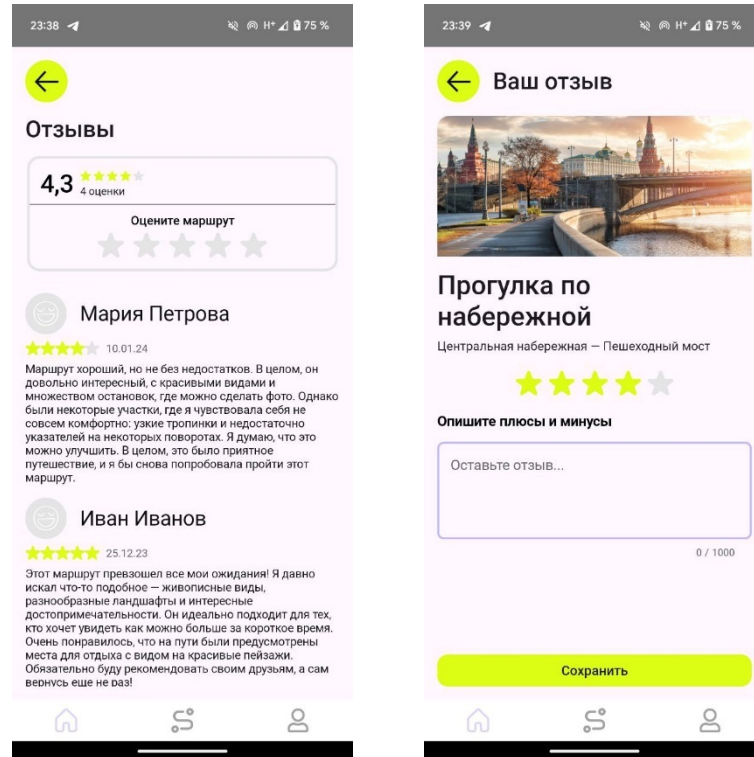 23:38
H+ 75 %
Отзывы
4,3
4 оценки
Оцените маршрут
Мария Петрова
10.01.24
Маршрут хороший, но не без недостатков. В целом, он
довольно интересный, с красивыми видами и
множеством остановок, где можно сделать фото. Однако
были некоторые участки, где я чувствовала себя не
совсем комфортно: узкие тропинки и недостаточно
указателей на некоторых поворотах. Я думаю, что это
можно улучшить. В целом, это было приятное
путешествие, и я бы снова попробовала пройти этот
маршрут.
Иван Иванов
25.12.23
Этот маршрут превзошел все мои ожидания! Я давно
искал что-то подобное — живописные виды,
разнообразные ландшафты и интересные
достопримечательности. Он идеально подходит для тех,
кто хочет увидеть как можно больше за короткое время.
Очень понравилось, что на пути были предусмотрены
места для отдыха с видом на красивые пейзажи.
Обязательно буду рекомендовать своим друзьям, а сам
вернусь еще не раз!
23:39
H+ 75 %
Ваш отзыв
Прогулка по
набережной
Центральная набережная — Пешеходный мост
Опишите плюсы и минусы
Оставьте отзыв...
0 / 1000
Сохранить